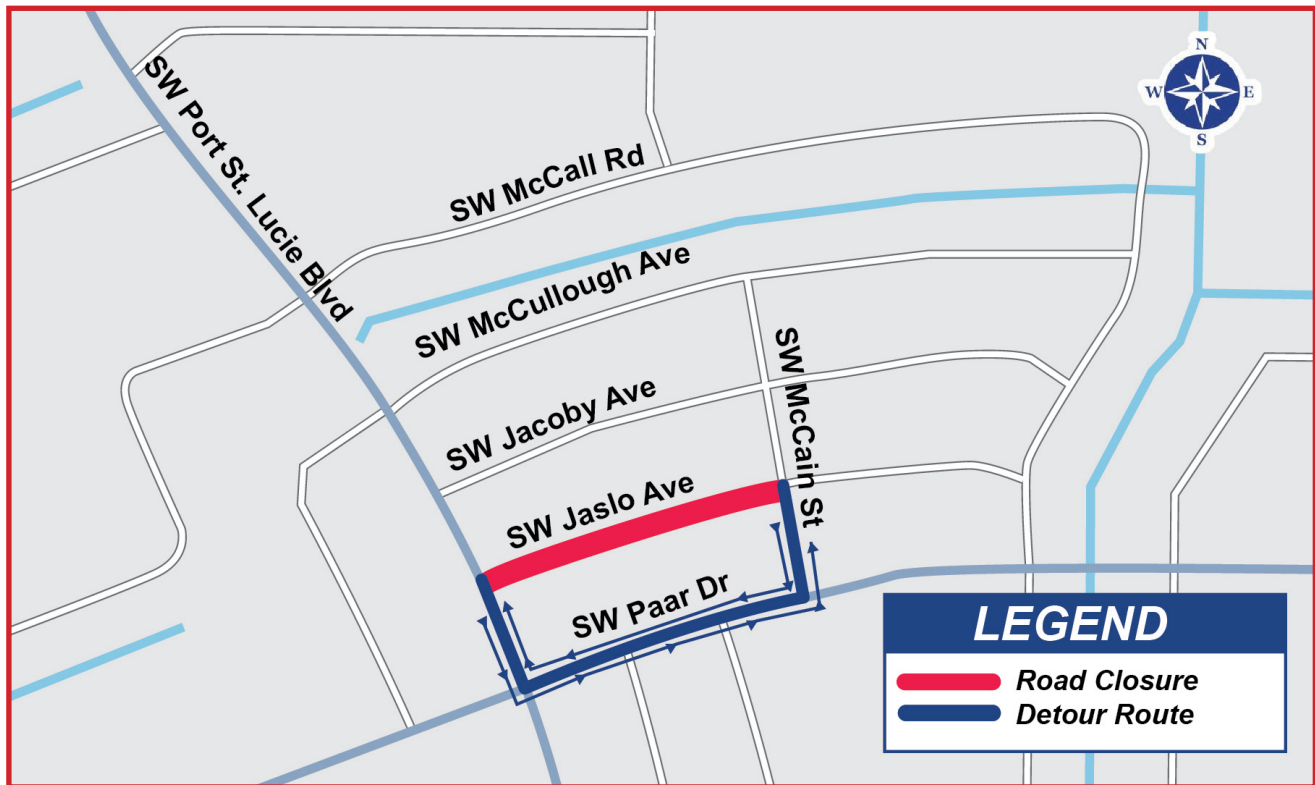 N
W E
S
SW Port St. Lucie Blvd
SW McCall Rd
SW McCullough Ave
SW Jacoby Ave
SW McCain St
SW Jaslo Ave
SW Paar Dr
LEGEND
Road Closure
Detour Route